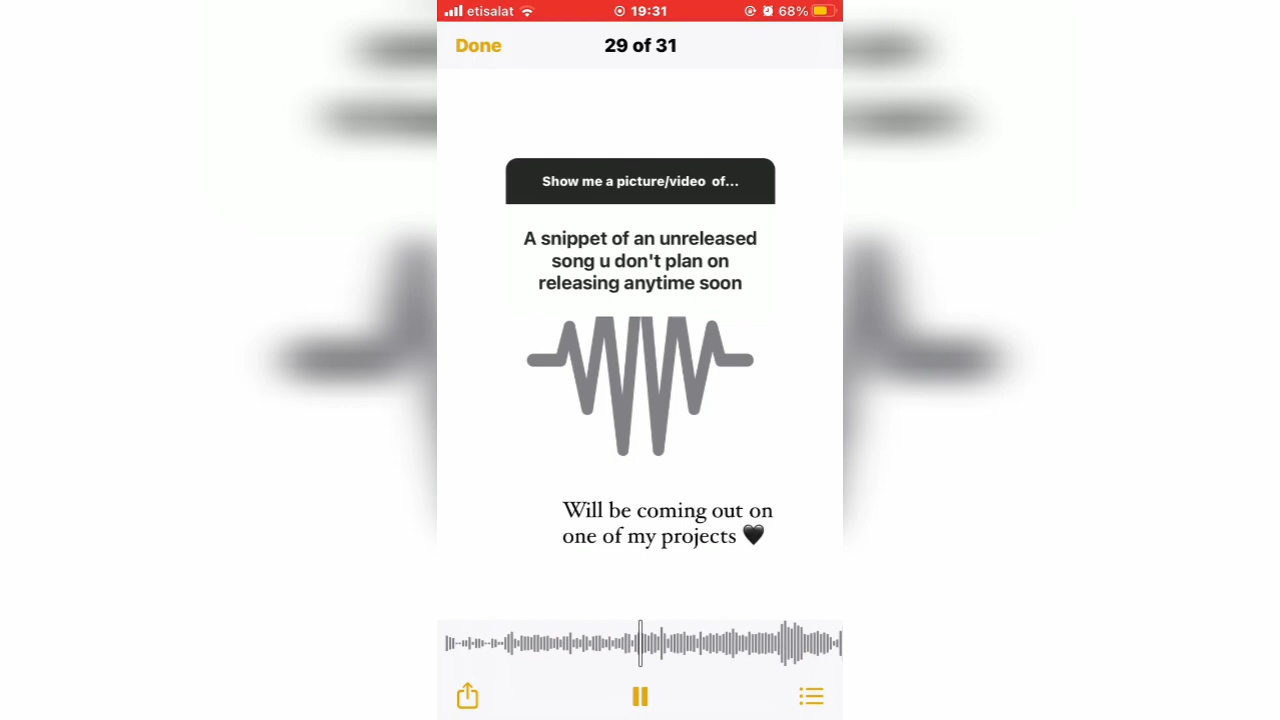 etisalat 19:31 68%
Done 29 of 31
Show me a picture/video of...
A snippet of an unreleased
song u don't plan on
releasing anytime soon
Will be coming out on
one of my projects 🖤